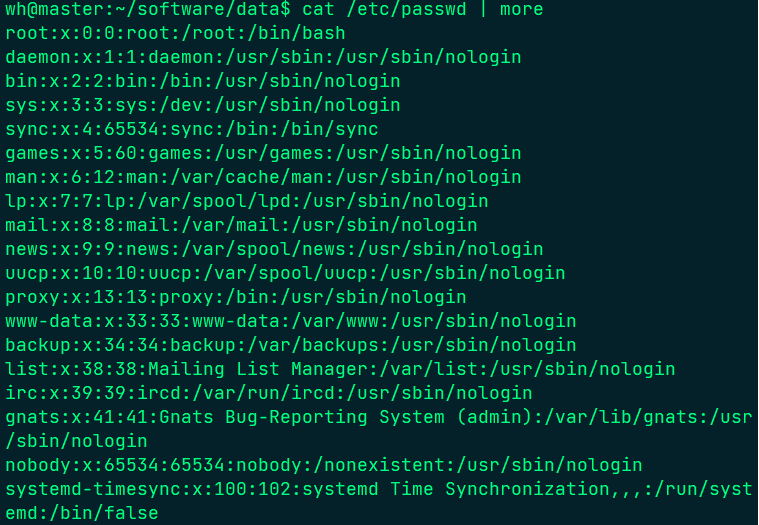 wh@master:~/software/data$ cat /etc/passwd | more
root:x:0:0:root:/root:/bin/bash
daemon:x:1:1:daemon:/usr/sbin:/usr/sbin/nologin
bin:x:2:2:bin:/bin:/usr/sbin/nologin
sys:x:3:3:sys:/dev:/usr/sbin/nologin
sync:x:4:65534:sync:/bin:/bin/sync
games:x:5:60:games:/usr/games:/usr/sbin/nologin
man:x:6:12:man:/var/cache/man:/usr/sbin/nologin
lp:x:7:7:lp:/var/spool/lpd:/usr/sbin/nologin
mail:x:8:8:mail:/var/mail:/usr/sbin/nologin
news:x:9:9:news:/var/spool/news:/usr/sbin/nologin
uucp:x:10:10:uucp:/var/spool/uucp:/usr/sbin/nologin
proxy:x:13:13:proxy:/bin:/usr/sbin/nologin
www-data:x:33:33:www-data:/var/www:/usr/sbin/nologin
backup:x:34:34:backup:/var/backups:/usr/sbin/nologin
list:x:38:38:Mailing List Manager:/var/list:/usr/sbin/nologin
irc:x:39:39:ircd:/var/run/ircd:/usr/sbin/nologin
gnats:x:41:41:Gnats Bug-Reporting System (admin):/var/lib/gnats:/usr
/sbin/nologin
nobody:x:65534:65534:nobody:/nonexistent:/usr/sbin/nologin
systemd-timesync:x:100:102:systemd Time Synchronization,,,:/run/syst
emd:/bin/false